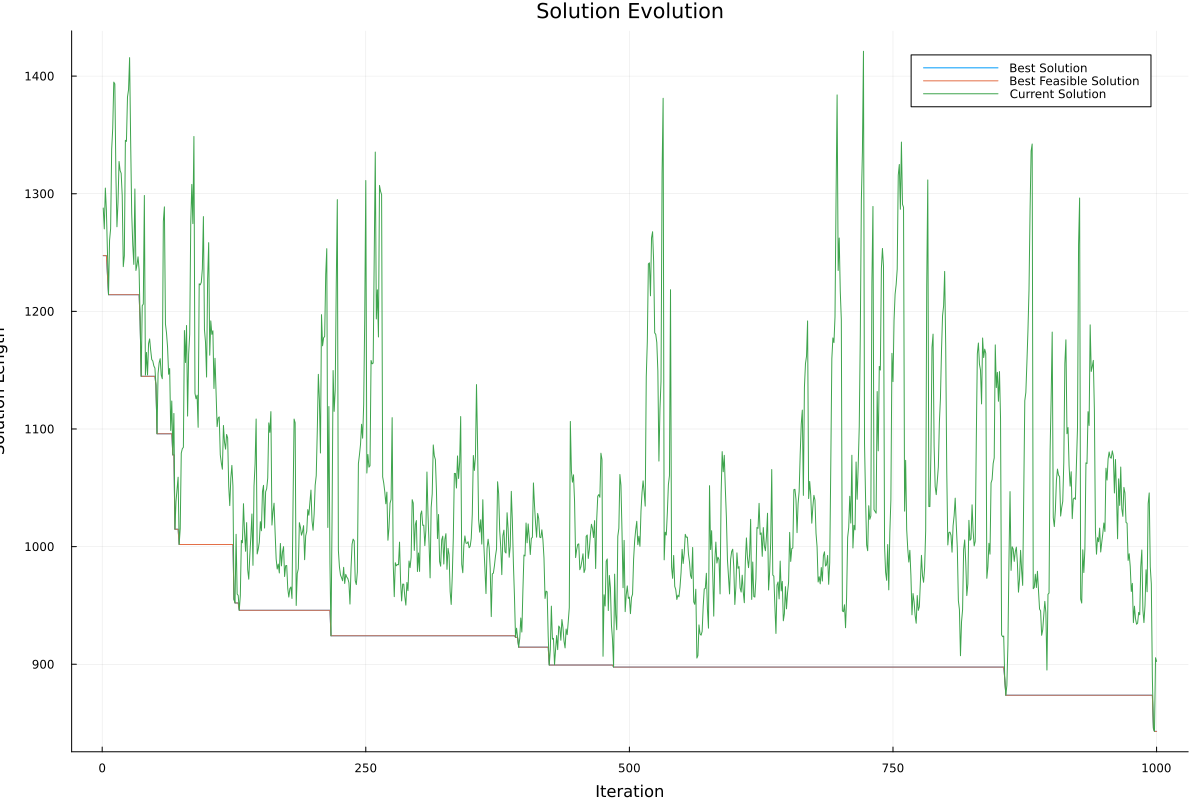 Solution Evolution
Best Solution
Best Feasible Solution
Current Solution
1400
1300
1200
1100
1000
900
Solution Length
0 250 500 750 1000
Iteration